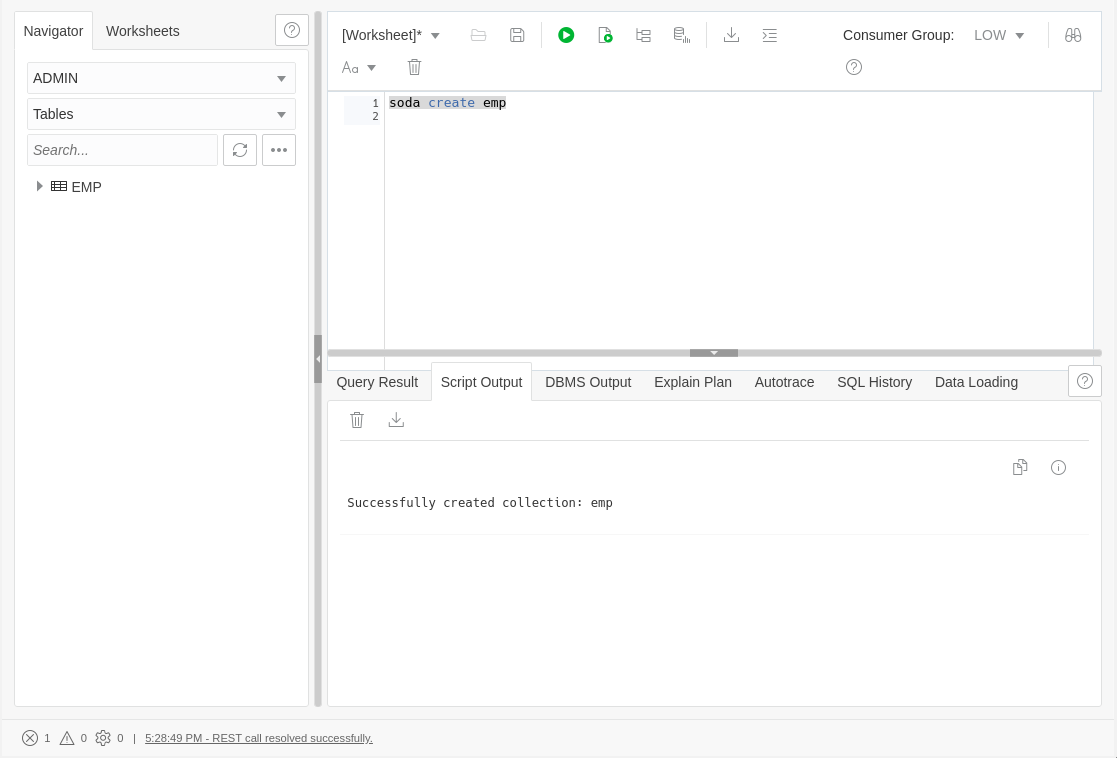 Navigator Worksheets
ADMIN
Tables
Search...
EMP
[Worksheet]* Consumer Group: LOW
Aa
1 soda create emp
2
Query Result Script Output DBMS Output Explain Plan Autotrace SQL History Data Loading
Successfully created collection: emp
1 0 0 | 5:28:49 PM - REST call resolved successfully.